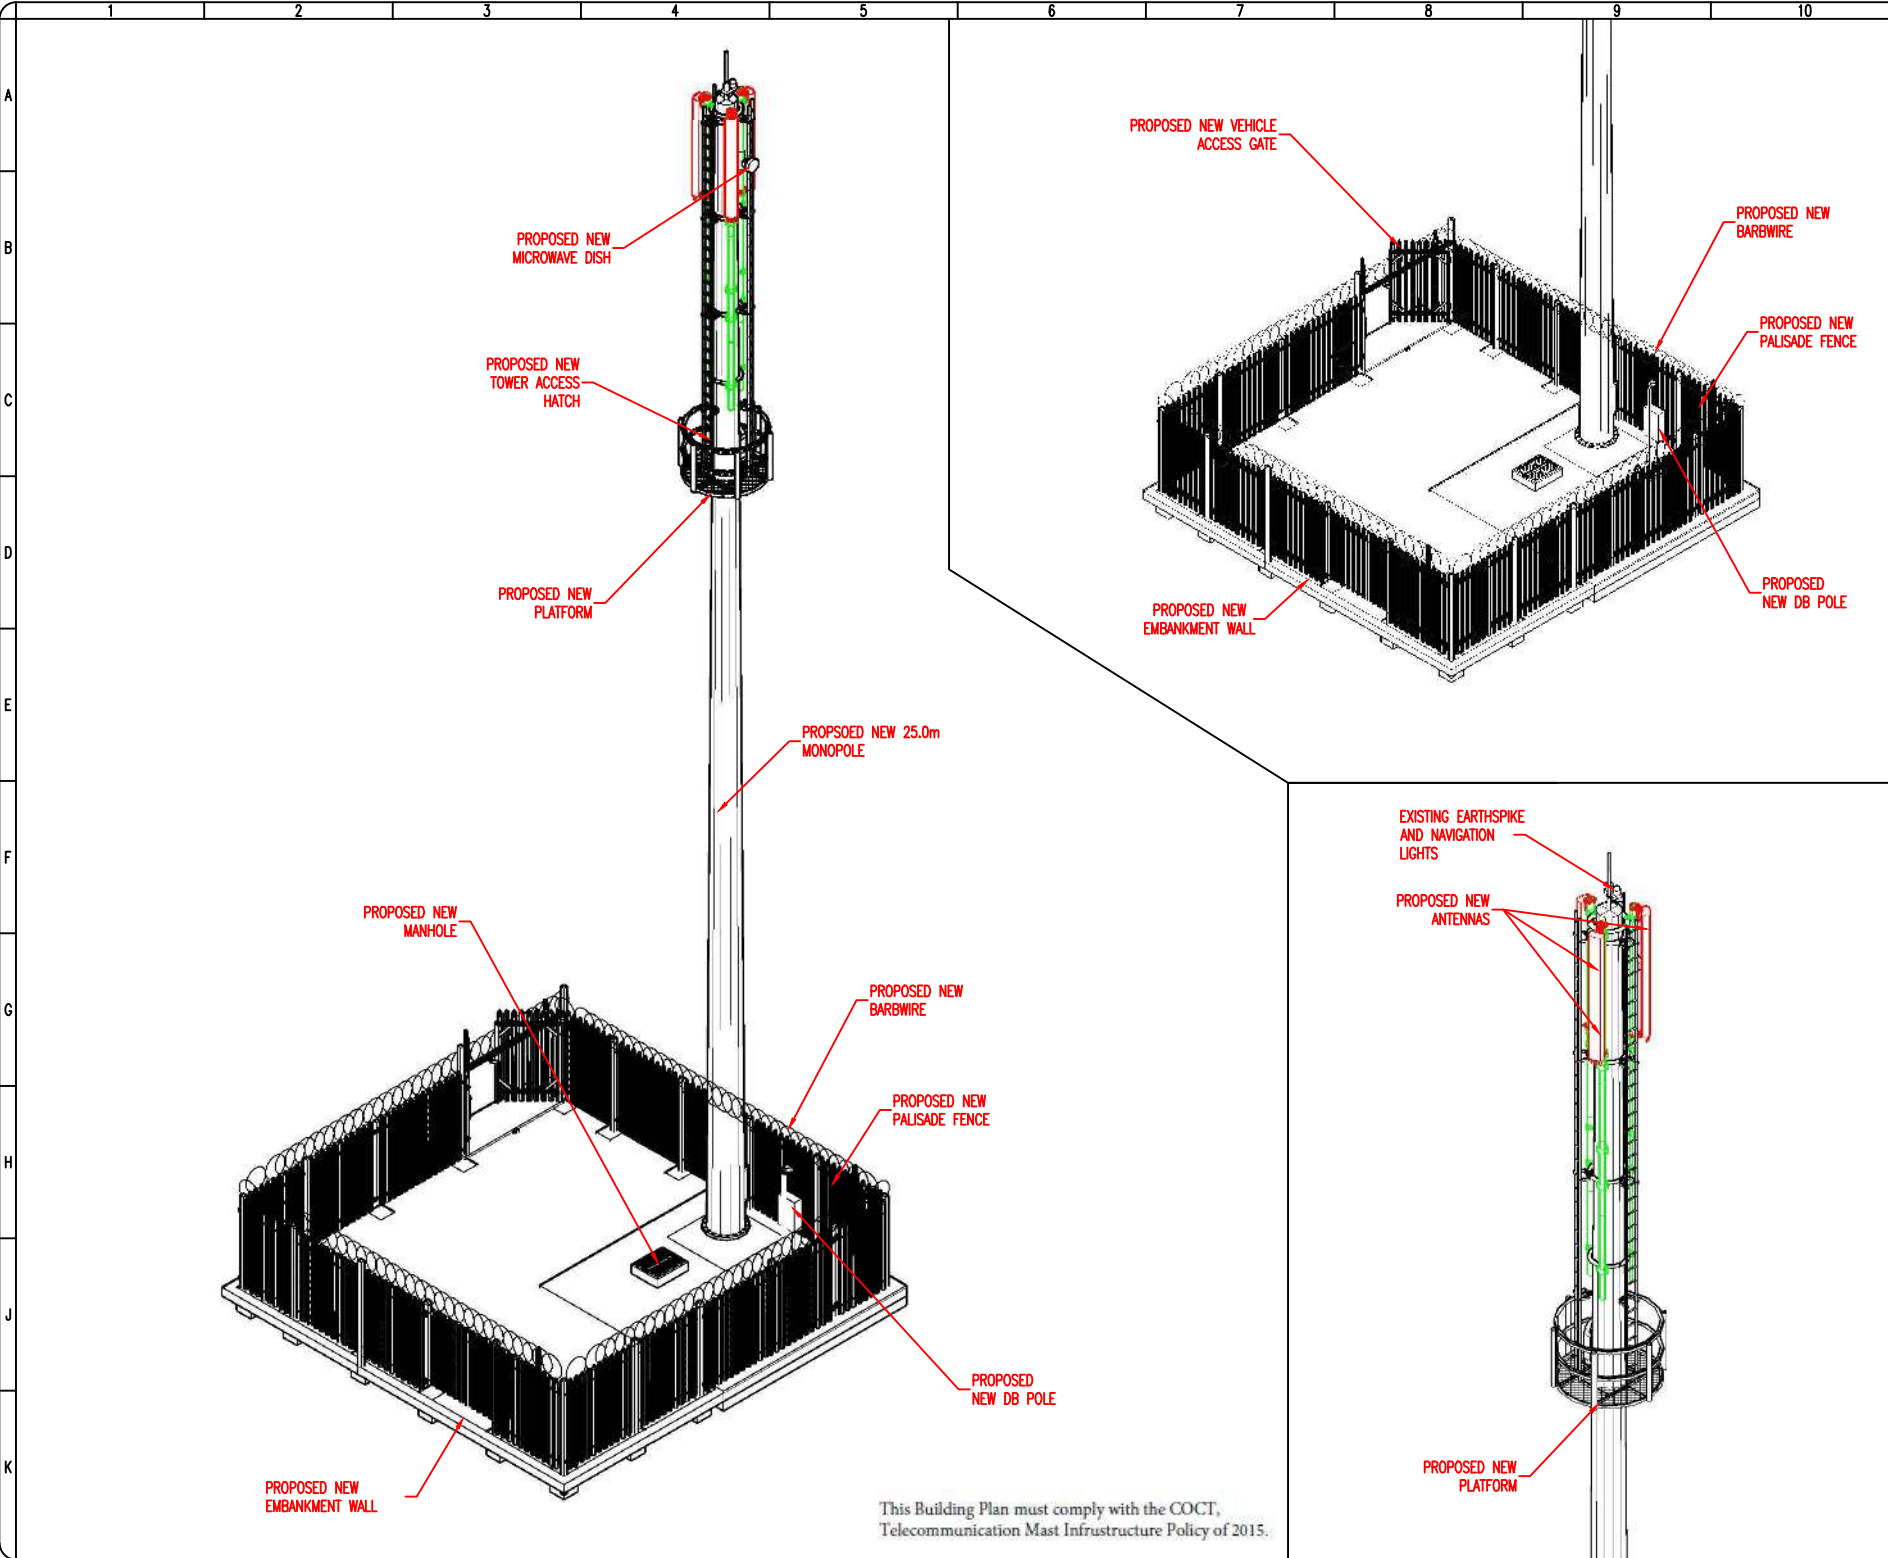 1 2 3 4 5 6 7 8 9 10
A
B
C
D
E
F
G
H
J
K
PROPOSED NEW
MICROWAVE DISH
PROPOSED NEW
TOWER ACCESS
HATCH
PROPOSED NEW
PLATFORM
PROPSOED NEW 25.0m
MONOPOLE
PROPOSED NEW
MANHOLE
PROPOSED NEW
BARBWIRE
PROPOSED NEW
PALISADE FENCE
PROPOSED
NEW DB POLE
PROPOSED NEW
EMBANKMENT WALL
PROPOSED NEW VEHICLE
ACCESS GATE
PROPOSED NEW
BARBWIRE
PROPOSED NEW
PALISADE FENCE
PROPOSED
NEW DB POLE
PROPOSED NEW
EMBANKMENT WALL
EXISTING EARTHSPIKE
AND NAVIGATION
LIGHTS
PROPOSED NEW
ANTENNAS
PROPOSED NEW
PLATFORM
This Building Plan must comply with the COCT,
Telecommunication Mast Infrustructure Policy of 2015.